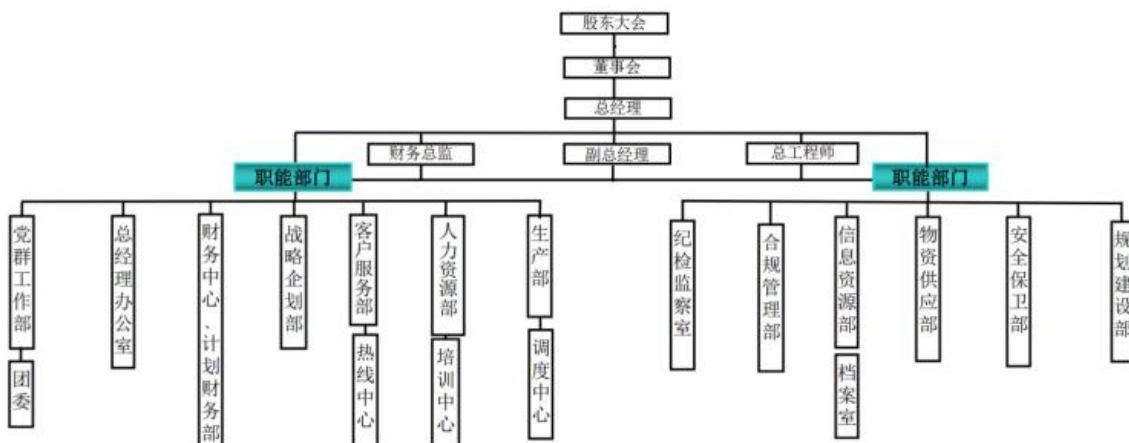 股东大会
董事会
总经理
财务总监
副总经理
总工程师
职能部门
职能部门
党群工作部
总经理办公室
财务中心、计划财务部
战略企划部
客户服务部
人力资源部
生产部
纪检监察室
合规管理部
信息资源部
物资供应部
安全保卫部
规划建设部
团委
热线中心
培训中心
调度中心
档案室